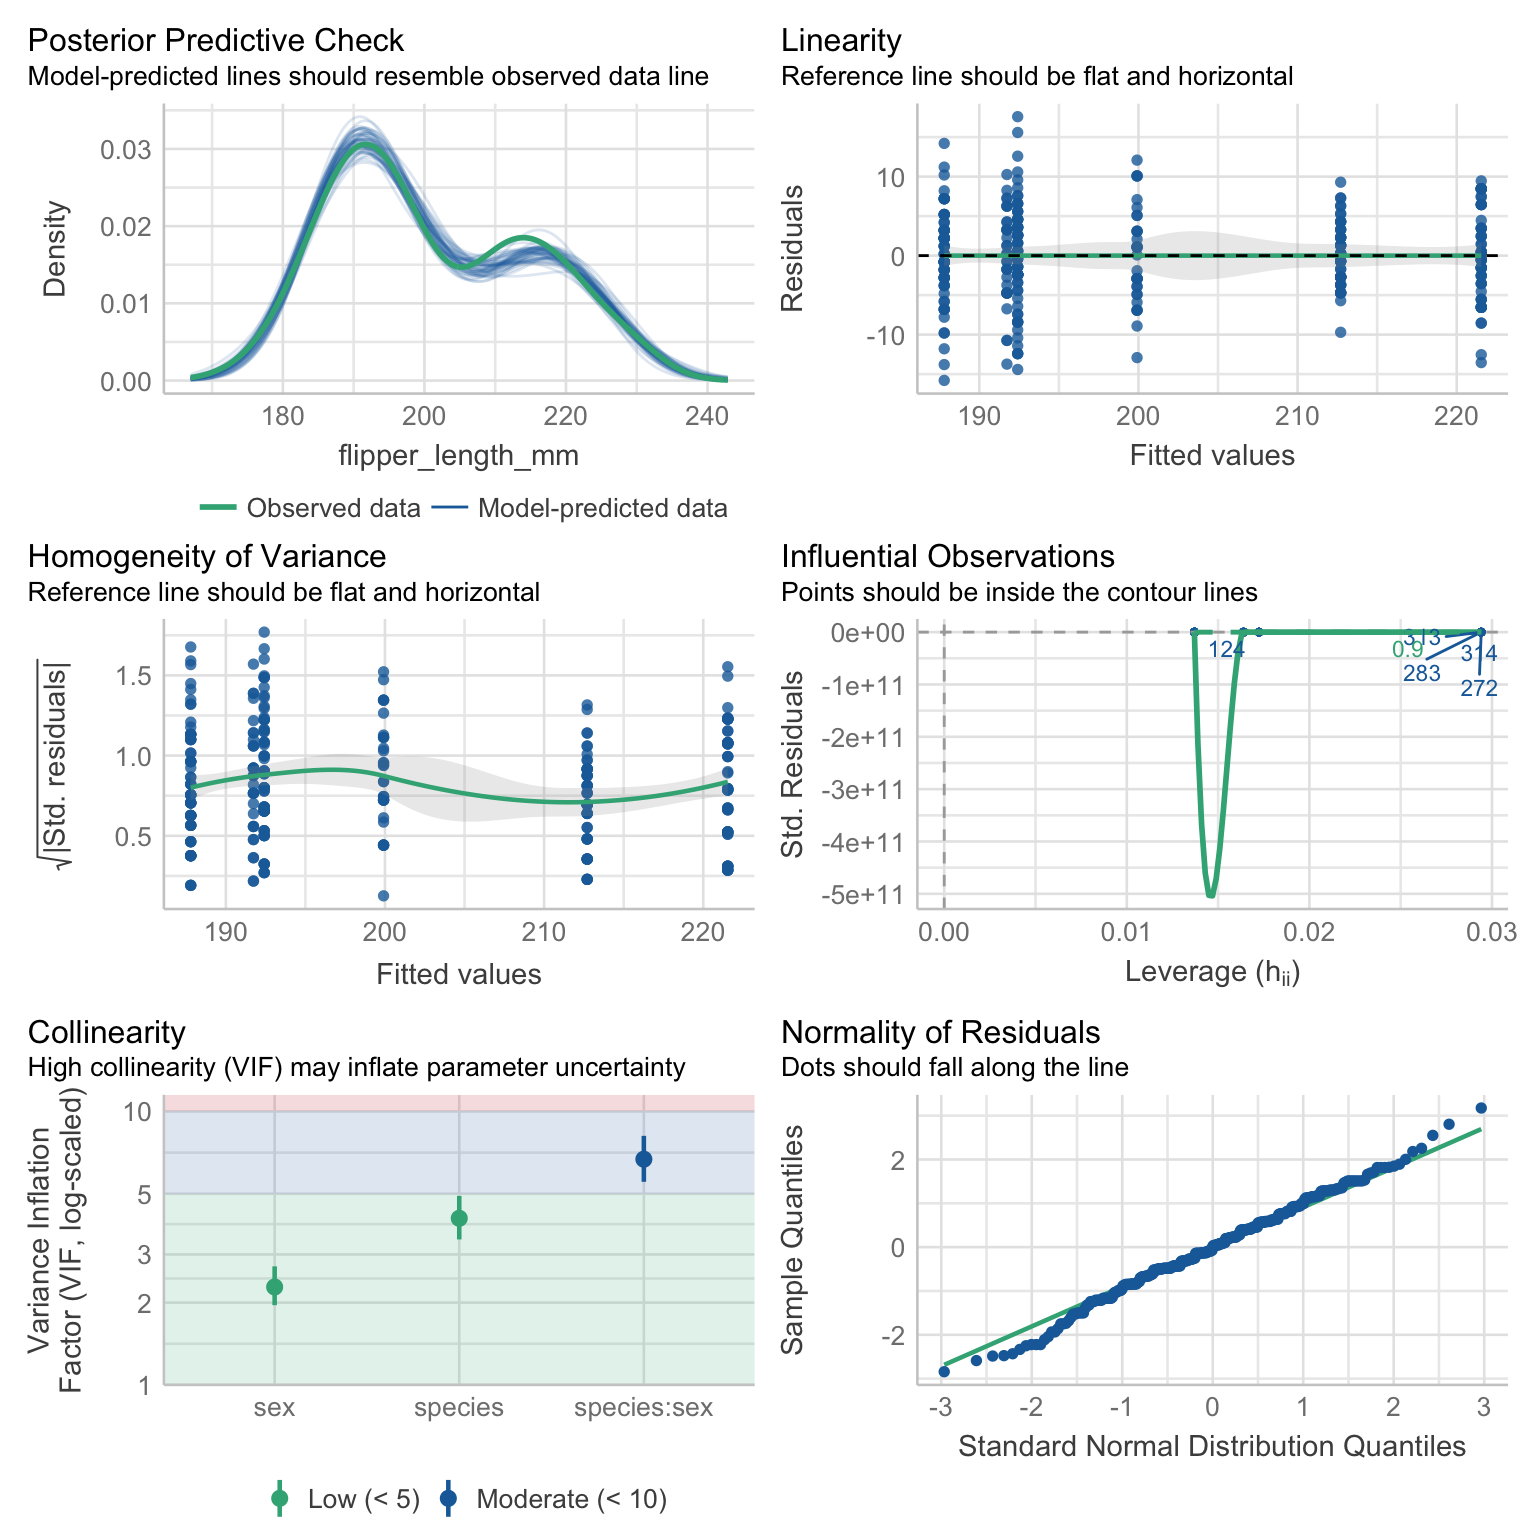 Posterior Predictive Check
Model-predicted lines should resemble observed data line
Density
0.03
0.02
0.01
0.00
180 200 220 240
flipper_length_mm
Observed data Model-predicted data
Linearity
Reference line should be flat and horizontal
Residuals
10
0
-10
190 200 210 220
Fitted values
Homogeneity of Variance
Reference line should be flat and horizontal
√|Std. residuals|
1.5
1.0
0.5
190 200 210 220
Fitted values
Influential Observations
Points should be inside the contour lines
Std. Residuals
0e+00
-1e+11
-2e+11
-3e+11
-4e+11
-5e+11
124
313
0.9
314
283
272
0.00 0.01 0.02 0.03
Leverage (hii)
Collinearity
High collinearity (VIF) may inflate parameter uncertainty
Variance Inflation
Factor (VIF, log-scaled)
10
5
3
2
1
sex species species:sex
Low (< 5) Moderate (< 10)
Normality of Residuals
Dots should fall along the line
Sample Quantiles
2
0
-2
-3 -2 -1 0 1 2 3
Standard Normal Distribution Quantiles